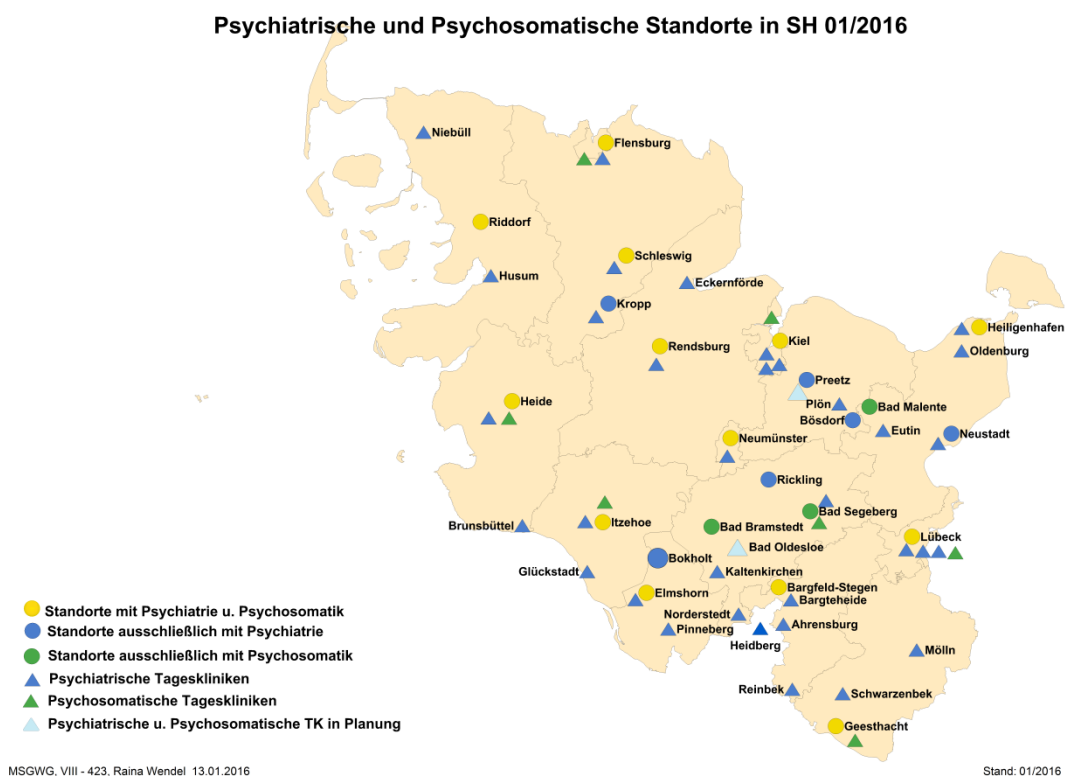 Psychiatrische und Psychosomatische Standorte in SH 01/2016
Niebüll
Flensburg
Riddorf
Schleswig
Husum
Eckernförde
Kropp
Heiligenhafen
Rendsburg
Kiel
Oldenburg
Preetz
Heide
Plön
Bad Malente
Bösdorf
Eutin
Neustadt
Neumünster
Rickling
Bad Segeberg
Brunsbüttel
Itzehoe
Bad Bramstedt
Lübeck
Bad Oldesloe
Bokholt
Glückstadt
Kaltenkirchen
Bargfeld-Stegen
Elmshorn
Bargteheide
Norderstedt
Pinneberg
Ahrensburg
Heidberg
Mölln
Reinbek
Schwarzenbek
Geesthacht
Standorte mit Psychiatrie u. Psychosomatik
Standorte ausschließlich mit Psychiatrie
Standorte ausschließlich mit Psychosomatik
Psychiatrische Tageskliniken
Psychosomatische Tageskliniken
Psychiatrische u. Psychosomatische TK in Planung
MSGWG, VIII - 423, Raina Wendel 13.01.2016
Stand: 01/2016